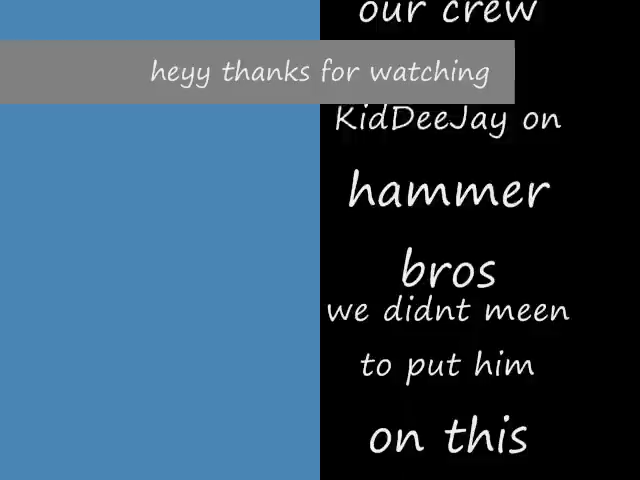 our crew
heyy thanks for watching
KidDeeJay on
hammer
bros
we didnt meen
to put him
on this